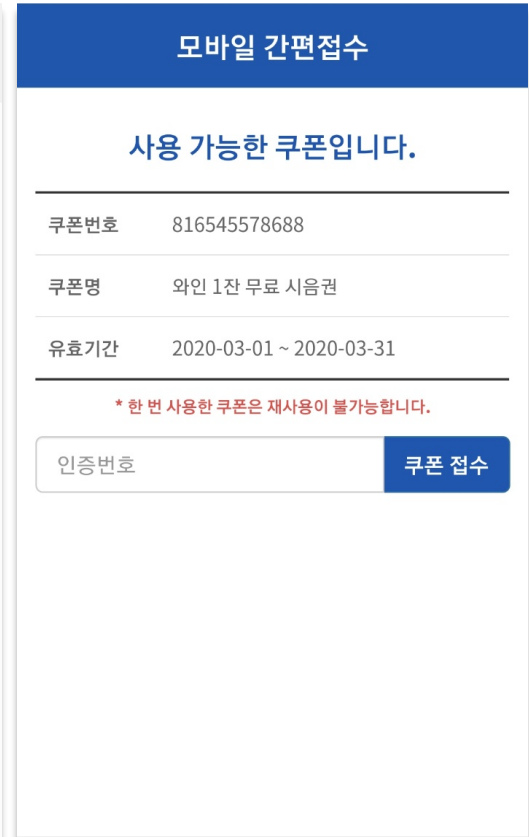 모바일 간편접수
사용 가능한 쿠폰입니다.
쿠폰번호 816545578688
쿠폰명 와인 1잔 무료 시음권
유효기간 2020-03-01 ~ 2020-03-31
* 한 번 사용한 쿠폰은 재사용이 불가능합니다.
인증번호 쿠폰 접수